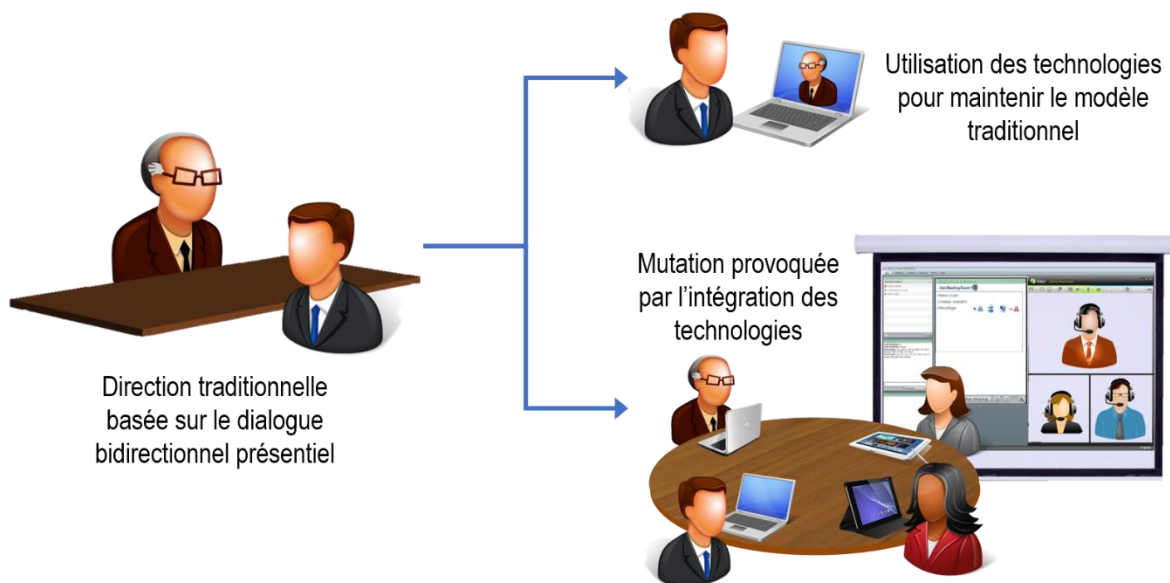 Direction traditionnelle
basée sur le dialogue
bidirectionnel présentiel
Utilisation des technologies
pour maintenir le modèle
traditionnel
Mutation provoquée
par l’intégration des
technologies